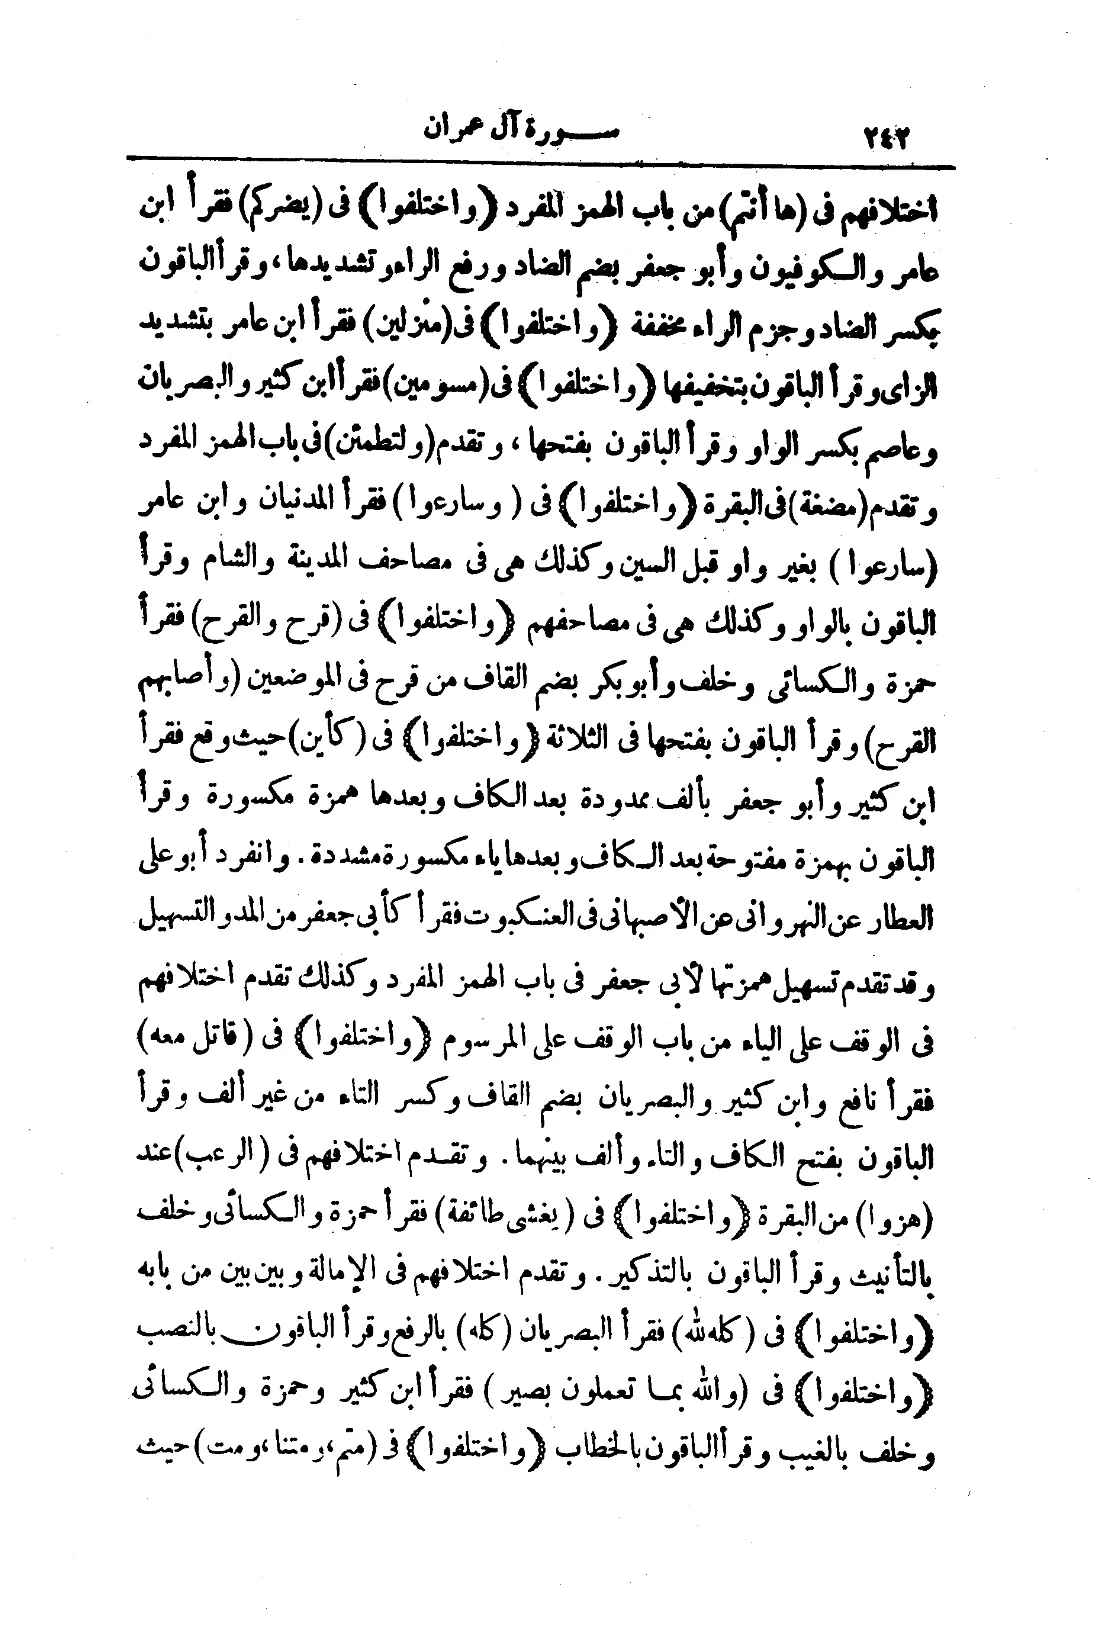 ٢٤٢ سورة آل عمران
اختلافهم فى (ها أنتم) من باب الهمز المفرد ﴿واختلفوا﴾ فى (يضركم) فقرأ ابن
عامر والكوفيون وأبو جعفر بضم الضاد ورفع الراء وتشديدها، وقرأ الباقون
بكسر الضاد وجزم الراء مخففة ﴿واختلفوا﴾ فى (منزلين) فقرأ ابن عامر بتشديد
الزاى وقرأ الباقون بتخفيفها ﴿واختلفوا﴾ فى (مسومين) فقرأ ابن كثير والبصريان
وعاصم بكسر الواو وقرأ الباقون بفتحها، وتقدم (ولتطمئن) فى باب الهمز المفرد
وتقدم (مضغة) فى البقرة ﴿واختلفوا﴾ فى (وسارعوا) فقرأ المدنيان وابن عامر
(سارعوا) بغير واو قبل السين وكذلك هى فى مصاحف المدينة والشام وقرأ
الباقون بالواو وكذلك هى فى مصاحفهم ﴿واختلفوا﴾ فى (قرح والقرح) فقرأ
حمزة والكسائى وخلف وأبو بكر بضم القاف من قرح فى الموضعين (وأصابهم
القرح) وقرأ الباقون بفتحها فى الثلاثة ﴿واختلفوا﴾ فى (كأين) حيث وقع فقرأ
ابن كثير وأبو جعفر بألف ممدودة بعد الكاف وبعدها همزة مكسورة وقرأ
الباقون بهمزة مفتوحة بعد الكاف وبعدها ياء مكسورة مشددة. وانفرد أبو على
العطار عن النهروانى عن الأصبهانى فى العنكبوت فقرأ كأبى جعفر من المد والتسهيل
وقد تقدم تسهيل همزتها لأبى جعفر فى باب الهمز المفرد وكذلك تقدم اختلافهم
فى الوقف على الياء من باب الوقف على المرسوم ﴿واختلفوا﴾ فى (قاتل معه)
فقرأ نافع وابن كثير والبصريان بضم القاف وكسر التاء من غير ألف وقرأ
الباقون بفتح الكاف والتاء وألف بينهما. وتقدم اختلافهم فى (الرعب) عند
(هزوا) من البقرة ﴿واختلفوا﴾ فى (يغشى طائفة) فقرأ حمزة والكسائى وخلف
بالتأنيث وقرأ الباقون بالتذكير. وتقدم اختلافهم فى الإمالة وبين بين من بابه
﴿واختلفوا﴾ فى (كله لله) فقرأ البصريان (كله) بالرفع وقرأ الباقون بالنصب
﴿واختلفوا﴾ فى (والله بما تعملون بصير) فقرأ ابن كثير وحمزة والكسائى
وخلف بالغيب وقرأ الباقون بالخطاب ﴿واختلفوا﴾ فى (متم، ومتنا، ومت) حيث